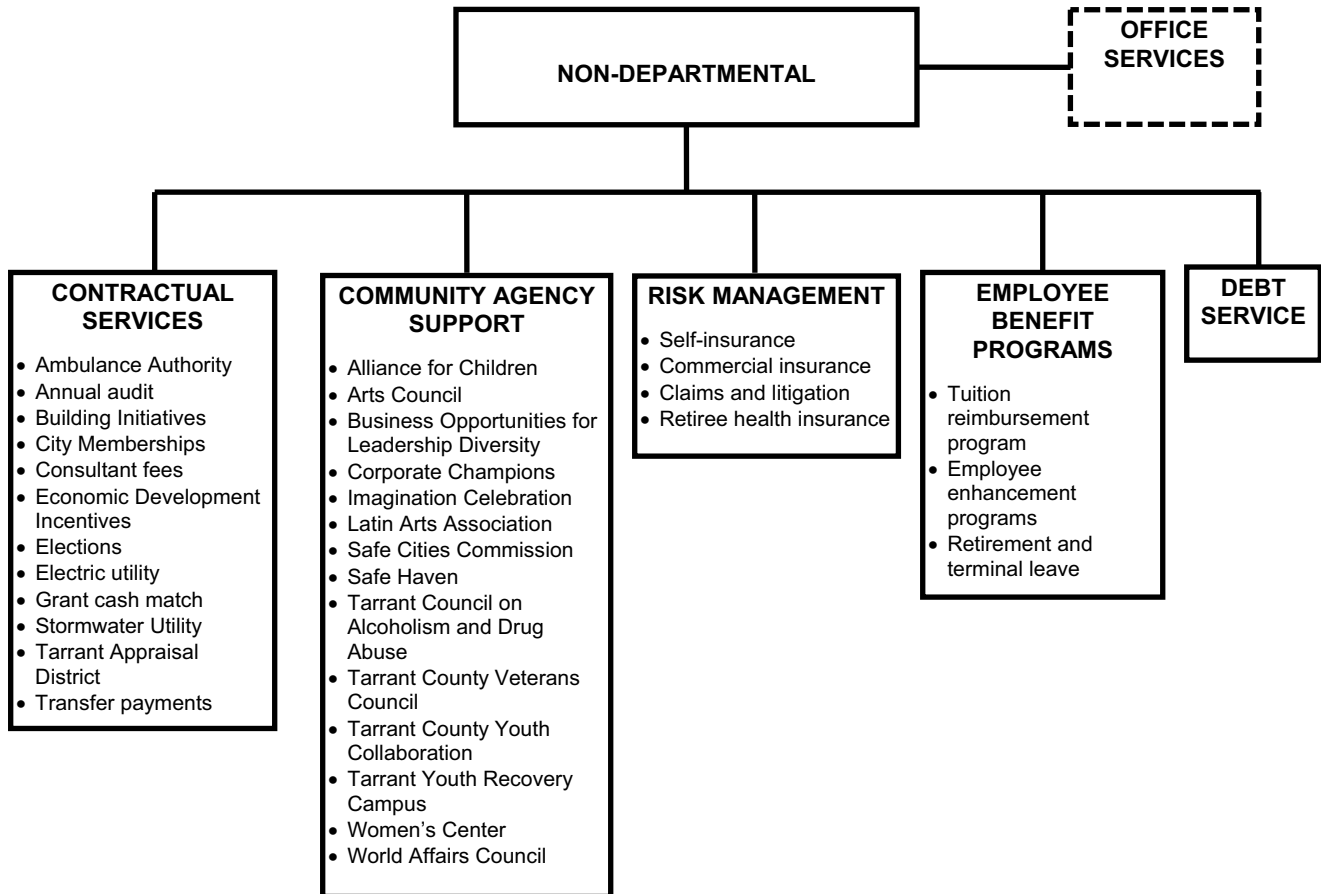 NON-DEPARTMENTAL
OFFICE
SERVICES
CONTRACTUAL
SERVICES
• Ambulance Authority
• Annual audit
• Building Initiatives
• City Memberships
• Consultant fees
• Economic Development
Incentives
• Elections
• Electric utility
• Grant cash match
• Stormwater Utility
• Tarrant Appraisal
District
• Transfer payments
COMMUNITY AGENCY
SUPPORT
• Alliance for Children
• Arts Council
• Business Opportunities for
Leadership Diversity
• Corporate Champions
• Imagination Celebration
• Latin Arts Association
• Safe Cities Commission
• Safe Haven
• Tarrant Council on
Alcoholism and Drug
Abuse
• Tarrant County Veterans
Council
• Tarrant County Youth
Collaboration
• Tarrant Youth Recovery
Campus
• Women’s Center
• World Affairs Council
RISK MANAGEMENT
• Self-insurance
• Commercial insurance
• Claims and litigation
• Retiree health insurance
EMPLOYEE
BENEFIT
PROGRAMS
• Tuition
reimbursement
program
• Employee
enhancement
programs
• Retirement and
terminal leave
DEBT
SERVICE